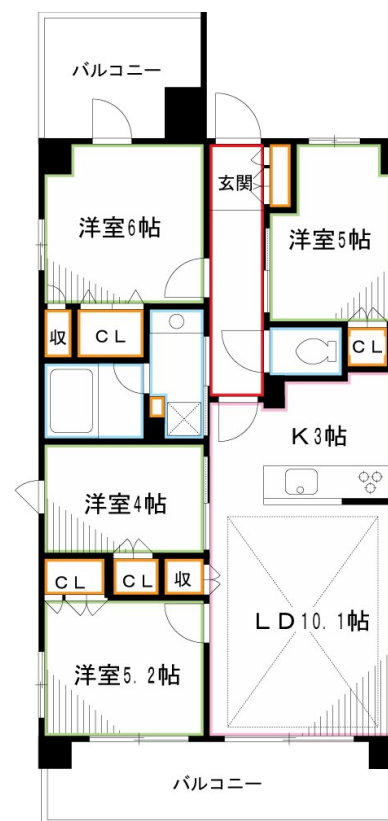 バルコニー
玄関
洋室6帖
洋室5帖
収
CL
CL
K3帖
洋室4帖
CL
CL
収
LD10.1帖
洋室5.2帖
バルコニー